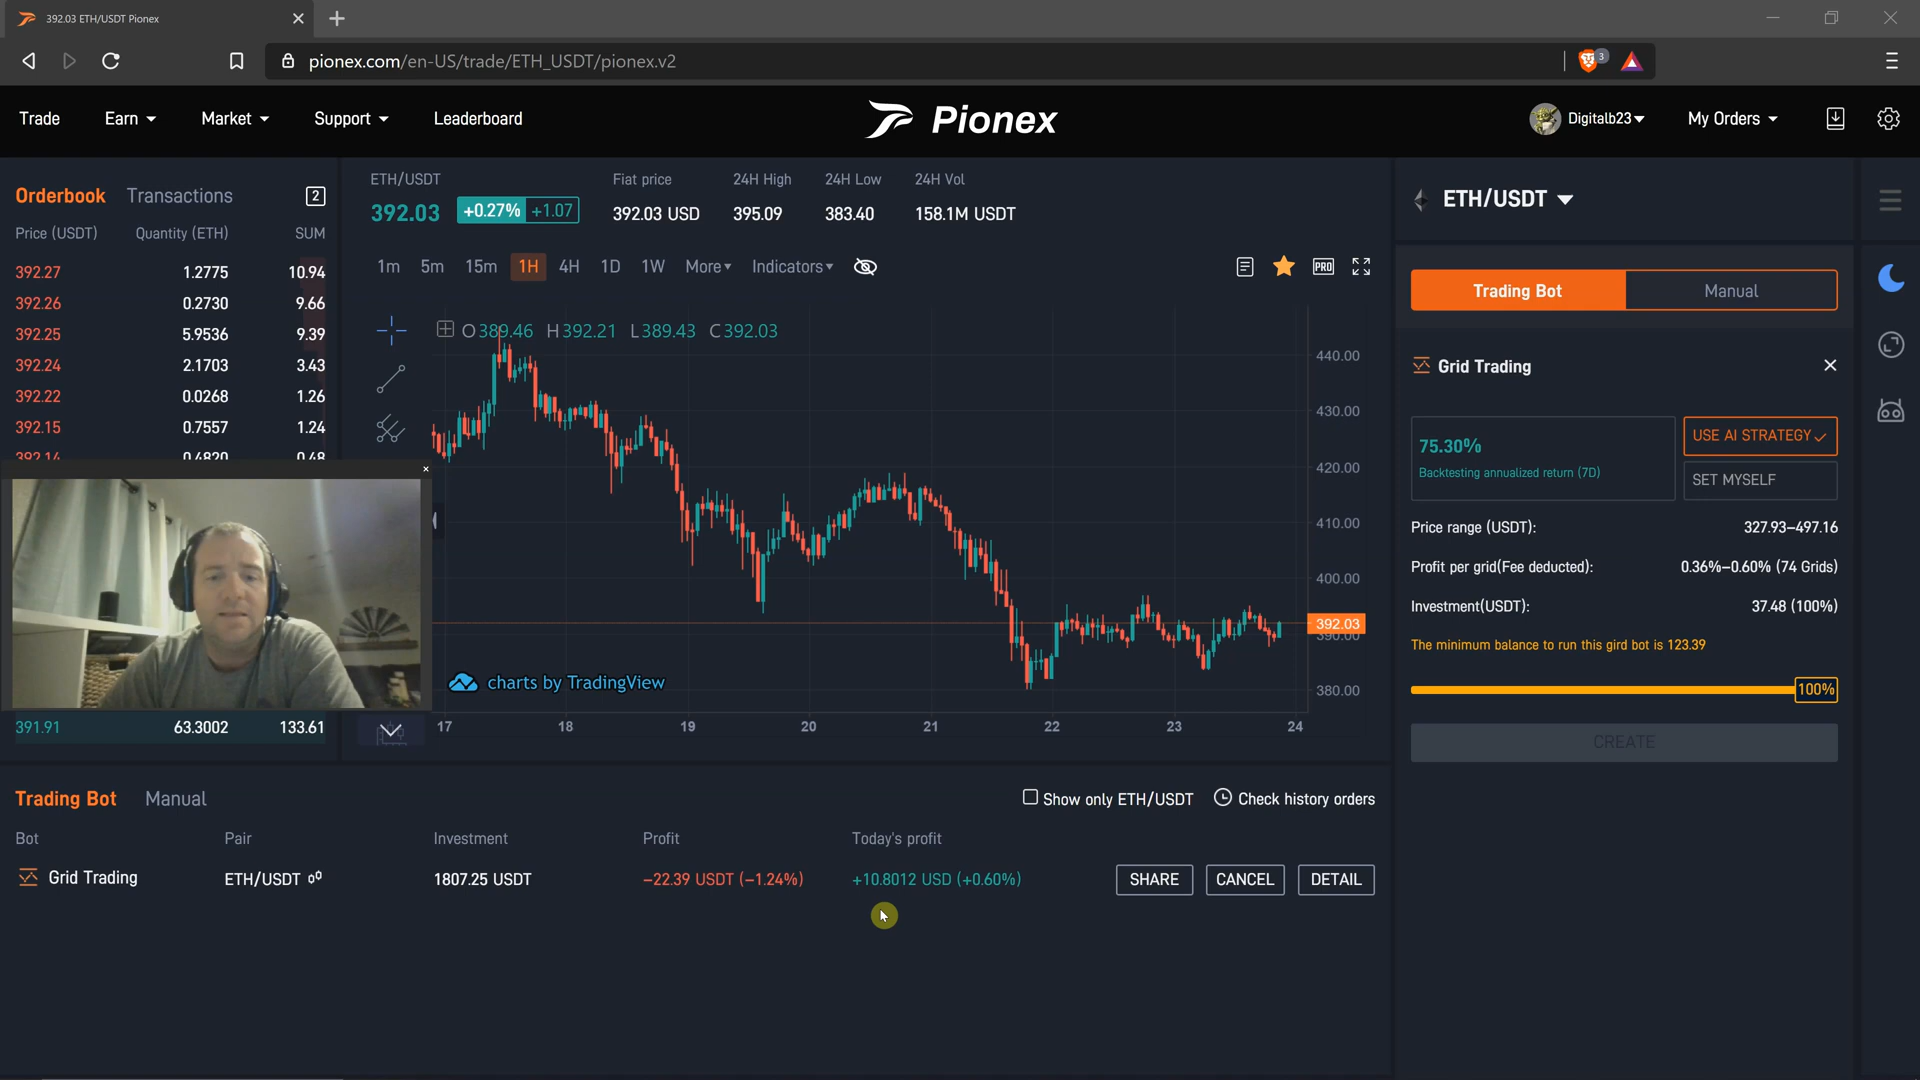 392.03 ETH/USDT Pionex
pionex.com/en-US/trade/ETH_USDT/pionex.v2
3
Trade
Earn
Market
Support
Leaderboard
Pionex
Digitalb23
My Orders
Orderbook
Transactions
2
Price (USDT) Quantity (ETH) SUM
392.27 1.2775 10.94
392.26 0.2730 9.66
392.25 5.9536 9.39
392.24 2.1703 3.43
392.22 0.0268 1.26
392.15 0.7557 1.24
392.14 0.4820 0.48
391.91 63.3002 133.61
ETH/USDT
392.03
+0.27% +1.07
Fiat price
392.03 USD
24H High
395.09
24H Low
383.40
24H Vol
158.1M USDT
1m 5m 15m 1H 4H 1D 1W More Indicators
PRO
O389.46 H392.21 L389.43 C392.03
440.00
430.00
420.00
410.00
400.00
392.03
390.00
380.00
charts by TradingView
17 18 19 20 21 22 23 24
ETH/USDT
Trading Bot
Manual
Grid Trading
75.30%
Backtesting annualized return (7D)
USE AI STRATEGY
SET MYSELF
Price range (USDT): 327.93–497.16
Profit per grid(Fee deducted): 0.36%–0.60% (74 Grids)
Investment(USDT): 37.48 (100%)
The minimum balance to run this gird bot is 123.39
100%
CREATE
Trading Bot
Manual
Show only ETH/USDT
Check history orders
Bot Pair Investment Profit Today's profit
Grid Trading ETH/USDT 1807.25 USDT −22.39 USDT (−1.24%) +10.8012 USD (+0.60%) SHARE CANCEL DETAIL